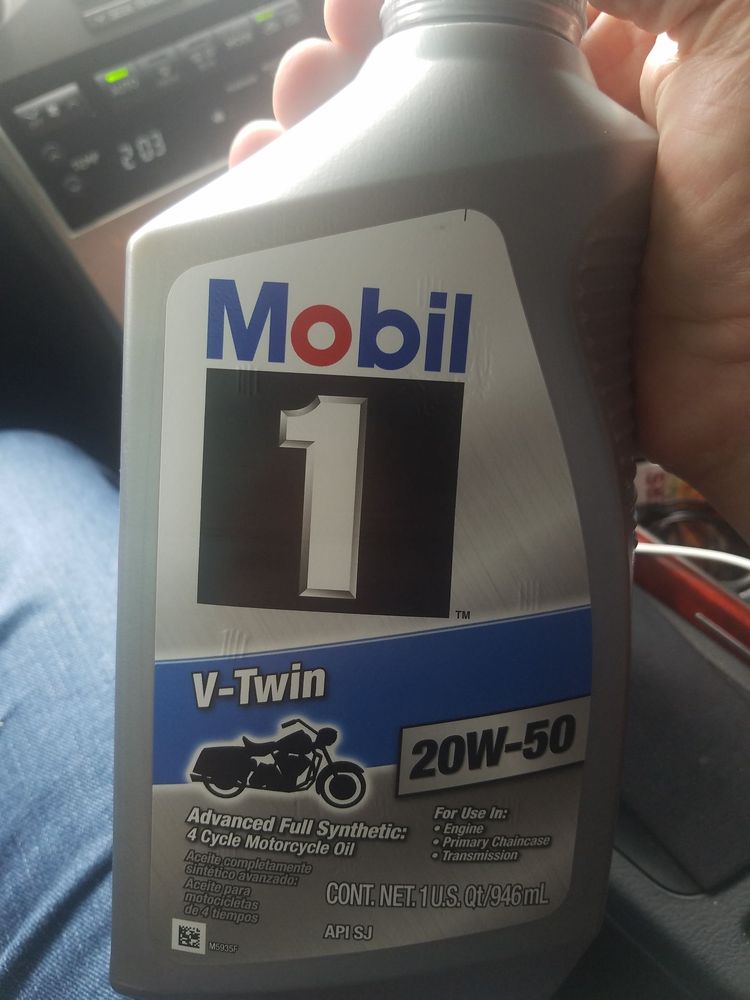 2:03
Mobil
1
TM
V-Twin
20W-50
Advanced Full Synthetic:
4 Cycle Motorcycle Oil
Aceite completamente
sintético avanzado:
Aceite para
motocicletas
de 4 tiempos
For Use In:
• Engine
• Primary Chaincase
• Transmission
CONT. NET. 1 U.S. Qt/946 mL
API SJ
M5935F